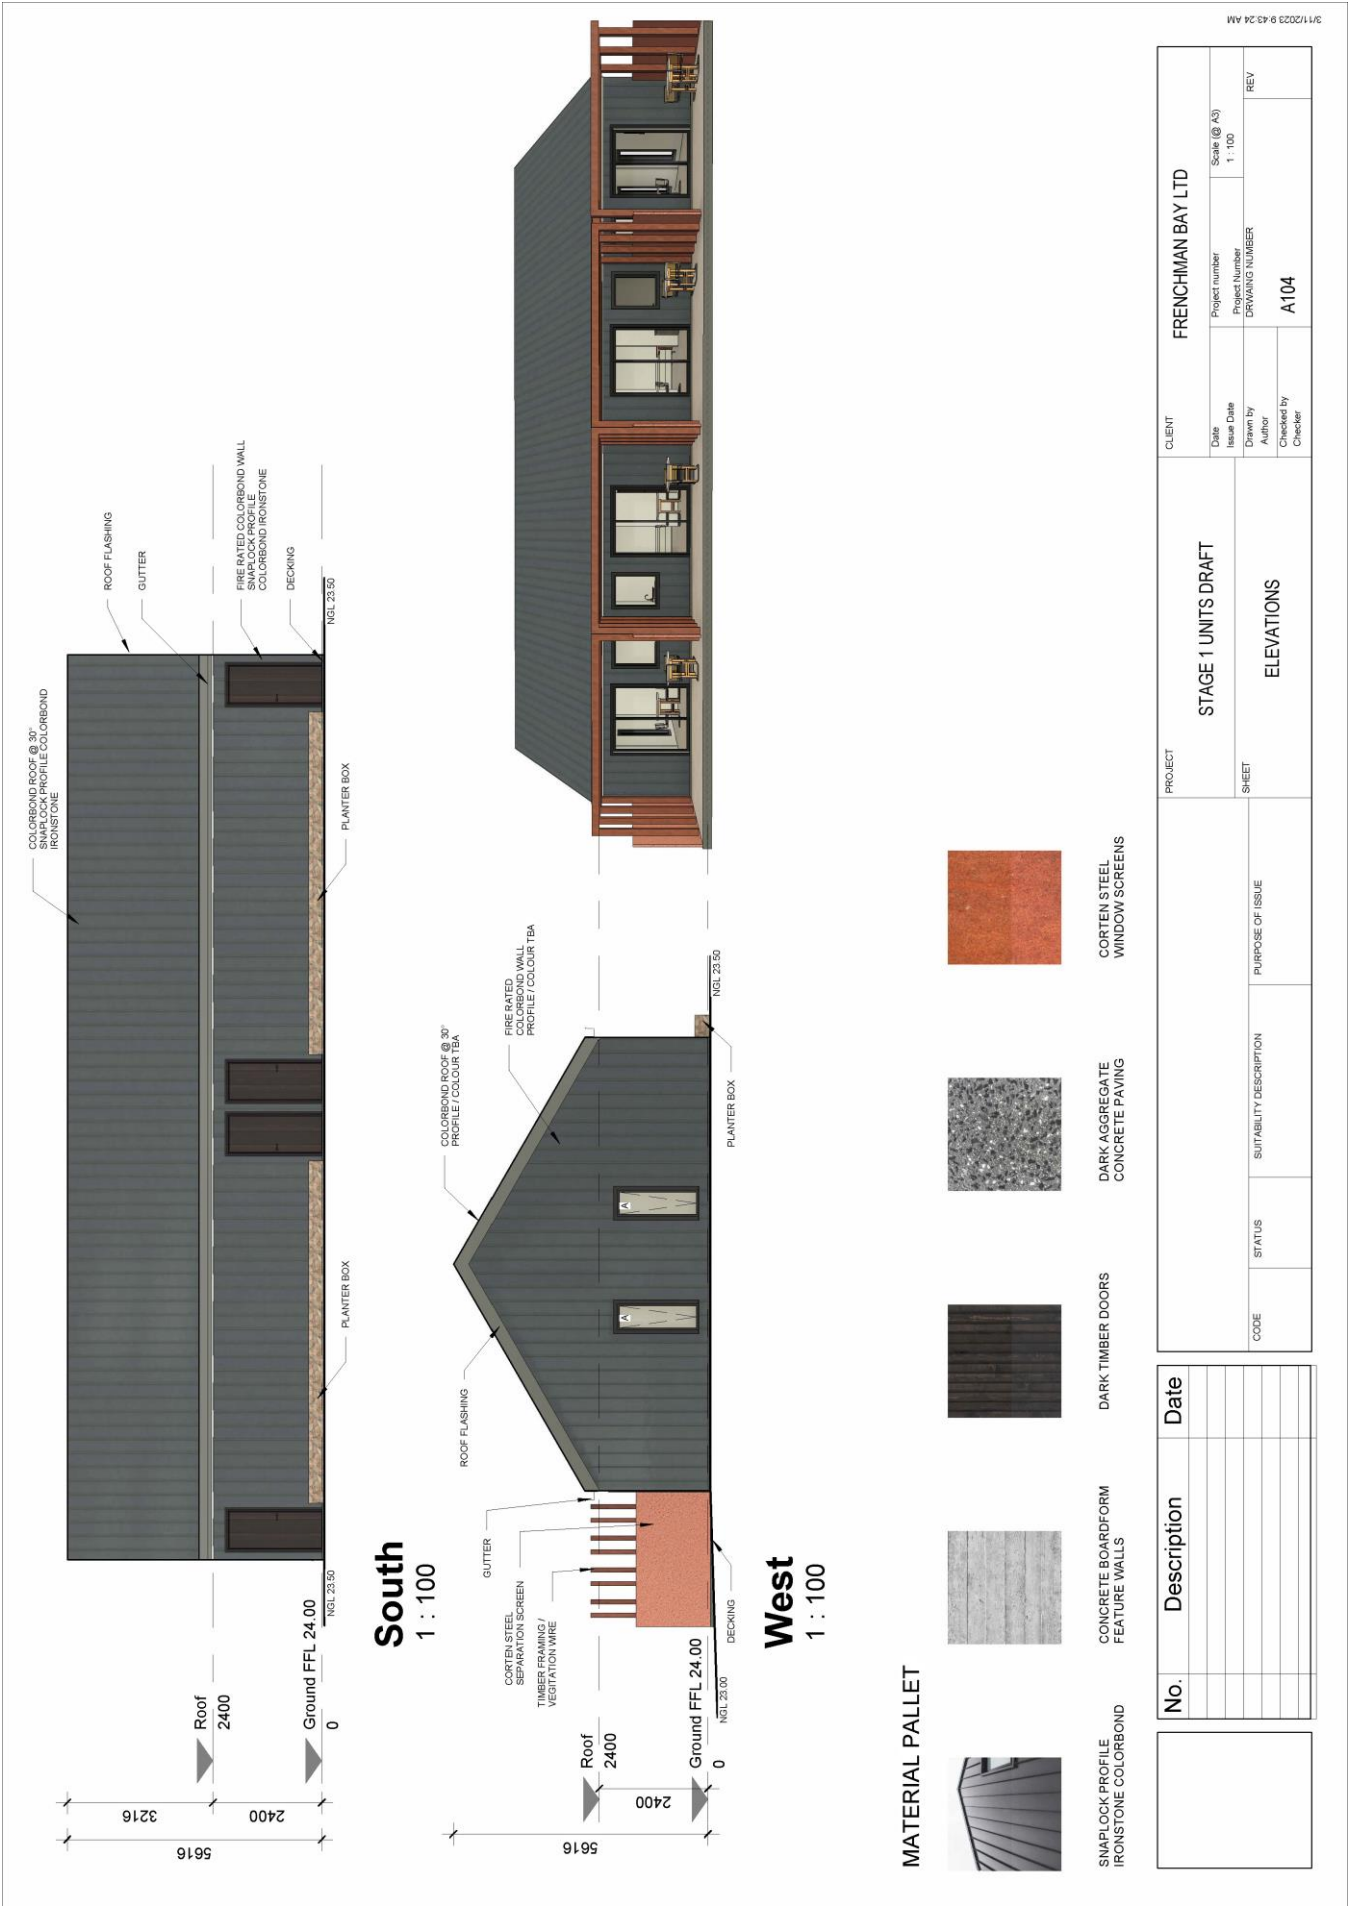 COLORBOND ROOF @ 30°
SNAPLOCK PROFILE COLORBOND
IRONSTONE
ROOF FLASHING
GUTTER
FIRE RATED COLORBOND WALL
SNAPLOCK PROFILE
COLORBOND IRONSTONE
DECKING
NGL 23.50
PLANTER BOX
PLANTER BOX
NGL 23.50
Roof
2400
Ground FFL 24.00
0
3216
2400
5616
South
1 : 100
COLORBOND ROOF @ 30°
PROFILE / COLOUR TBA
FIRE RATED
COLORBOND WALL
PROFILE / COLOUR TBA
ROOF FLASHING
GUTTER
CORTEN STEEL
SEPARATION SCREEN
TIMBER FRAMING /
VEGITATION WIRE
A
A
NGL 23.50
PLANTER BOX
DECKING
NGL 23.00
Roof
2400
Ground FFL 24.00
0
2400
5616
West
1 : 100
MATERIAL PALLET
SNAPLOCK PROFILE
IRONSTONE COLORBOND
CONCRETE BOARDFORM
FEATURE WALLS
DARK TIMBER DOORS
DARK AGGREGATE
CONCRETE PAVING
CORTEN STEEL
WINDOW SCREENS
No.
Description
Date
CODE
STATUS
SUITABILITY DESCRIPTION
PURPOSE OF ISSUE
PROJECT
STAGE 1 UNITS DRAFT
SHEET
ELEVATIONS
CLIENT
FRENCHMAN BAY LTD
Date
Issue Date
Project number
Project Number
Scale (@ A3)
1 : 100
Drawn by
Author
Checked by
Checker
DRWAING NUMBER
A104
REV
3/11/2023 9:43:24 AM